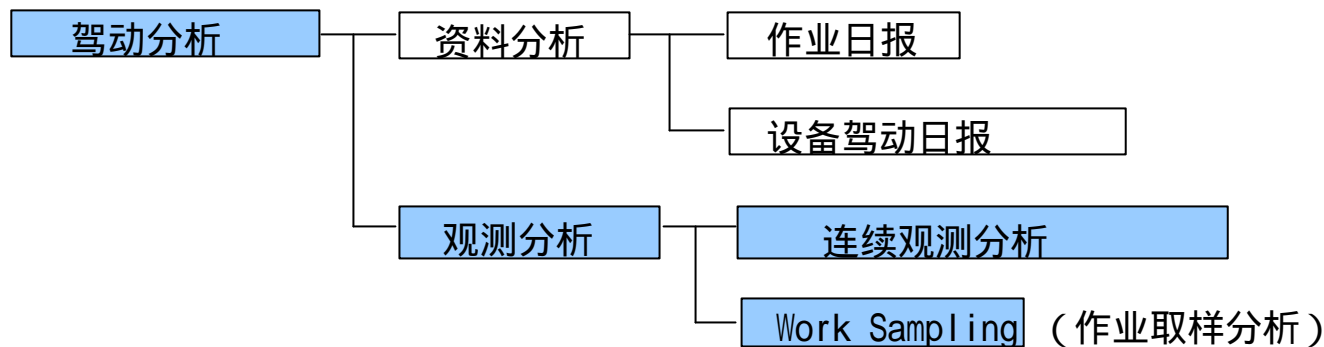 驾动分析
资料分析
作业日报
设备驾动日报
观测分析
连续观测分析
Work Sampling (作业取样分析)